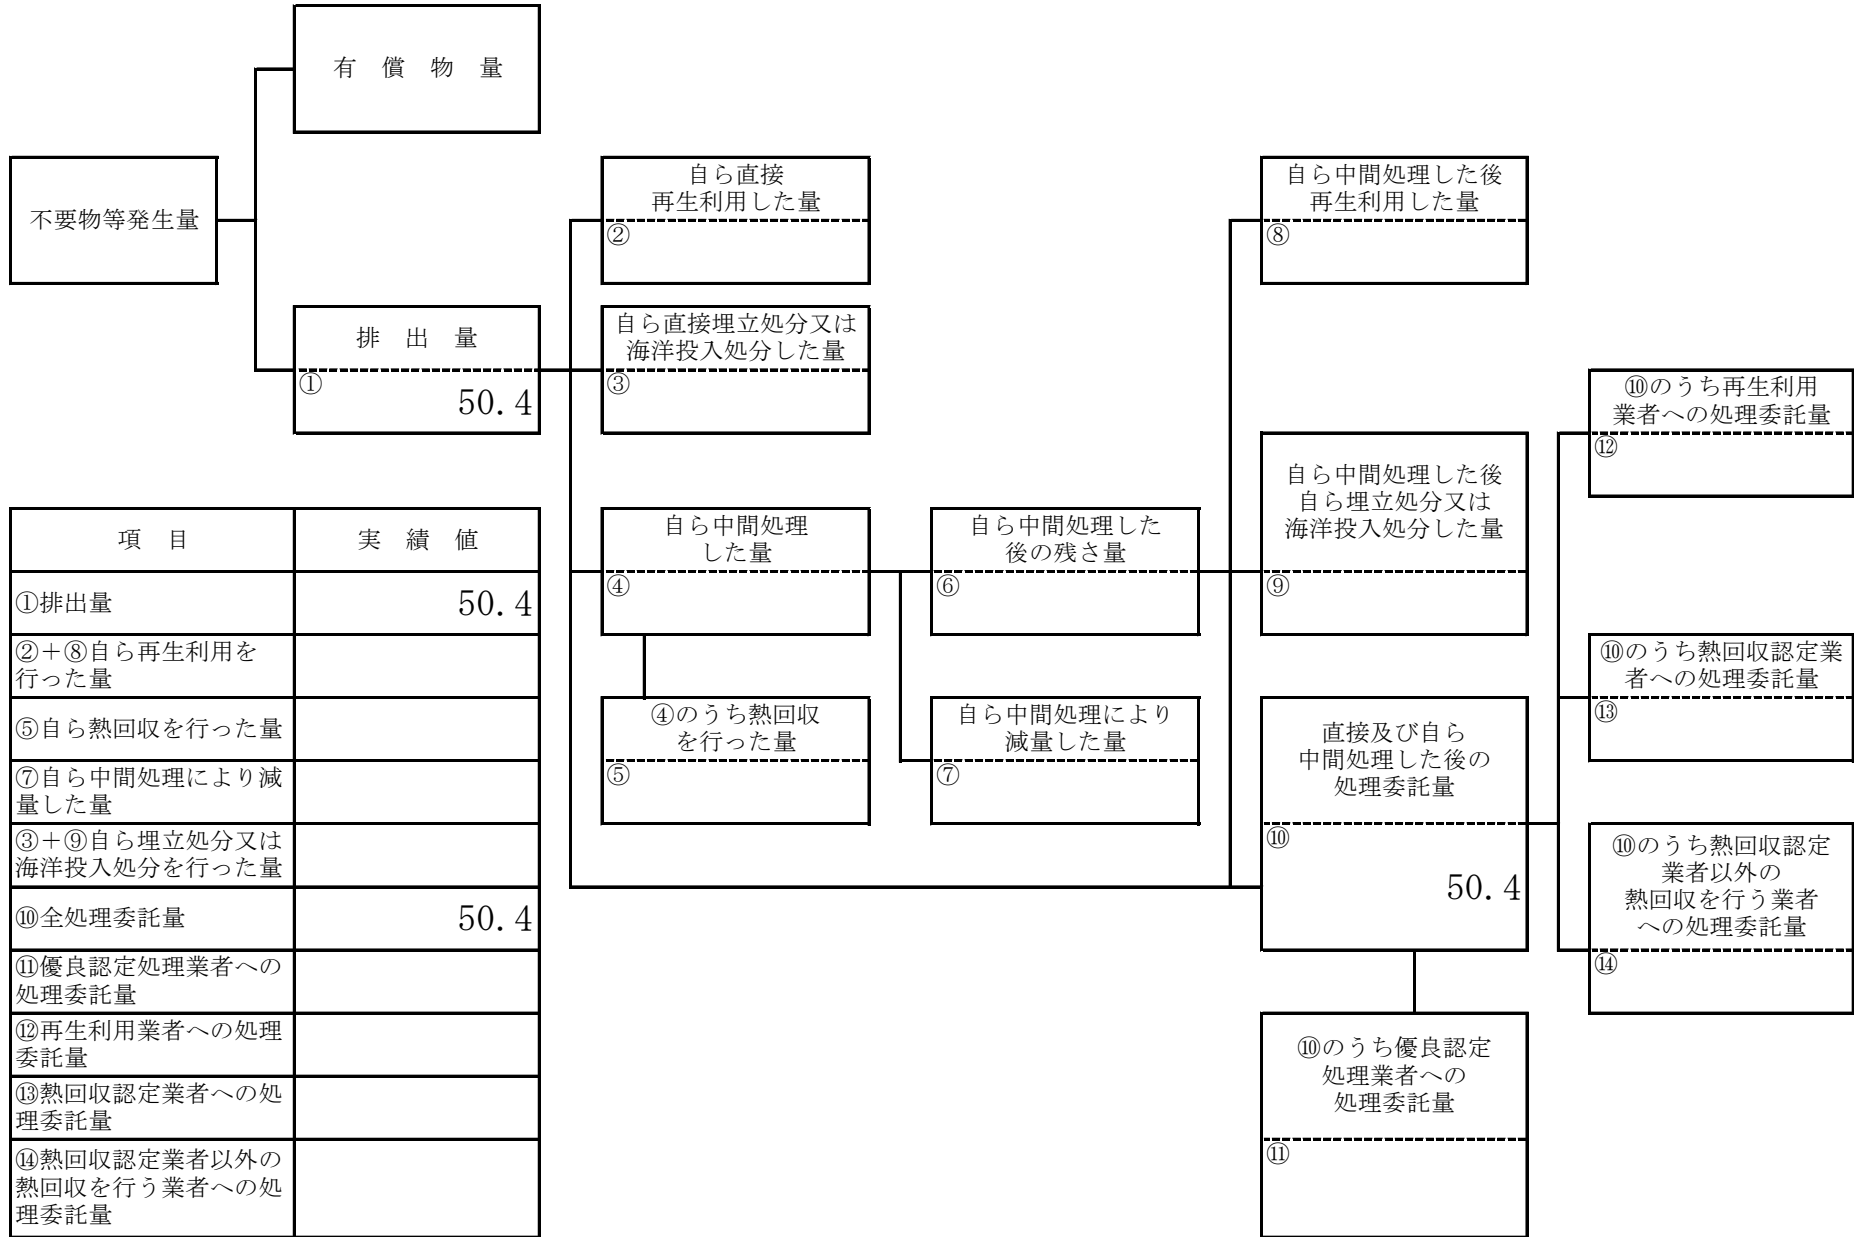 有　償　物　量
不要物等発生量
排　出　量
①
50.4
自ら直接
再生利用した量
②
自ら直接埋立処分又は
海洋投入処分した量
③
自ら中間処理
した量
④
④のうち熱回収
を行った量
⑤
自ら中間処理した
後の残さ量
⑥
自ら中間処理により
減量した量
⑦
自ら中間処理した後
再生利用した量
⑧
自ら中間処理した後
自ら埋立処分又は
海洋投入処分した量
⑨
直接及び自ら
中間処理した後の
処理委託量
⑩
50.4
⑩のうち優良認定
処理業者への
処理委託量
⑪
⑩のうち再生利用
業者への処理委託量
⑫
⑩のうち熱回収認定業
者への処理委託量
⑬
⑩のうち熱回収認定
業者以外の
熱回収を行う業者
への処理委託量
⑭
項　目　実　績　値
①排出量　50.4
②＋⑧自ら再生利用を
行った量
⑤自ら熱回収を行った量
⑦自ら中間処理により減
量した量
③＋⑨自ら埋立処分又は
海洋投入処分を行った量
⑩全処理委託量　50.4
⑪優良認定処理業者への
処理委託量
⑫再生利用業者への処理
委託量
⑬熱回収認定業者への処
理委託量
⑭熱回収認定業者以外の
熱回収を行う業者への処
理委託量